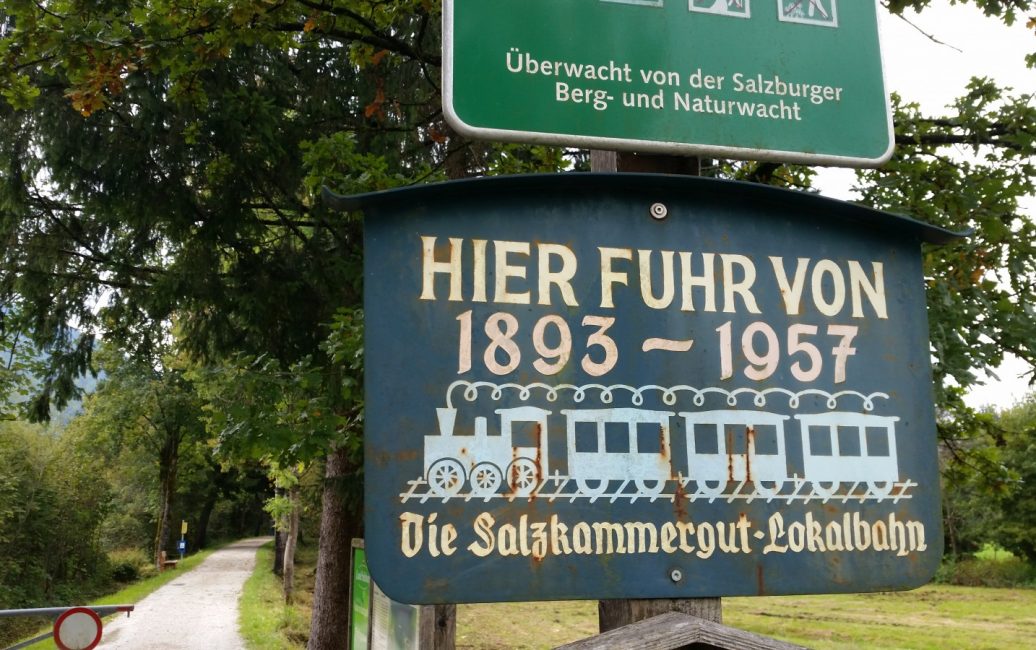 Überwacht von der Salzburger
Berg- und Naturwacht
HIER FUHR VON
1893 ~ 1957
Die Salzkammergut-Lokalbahn